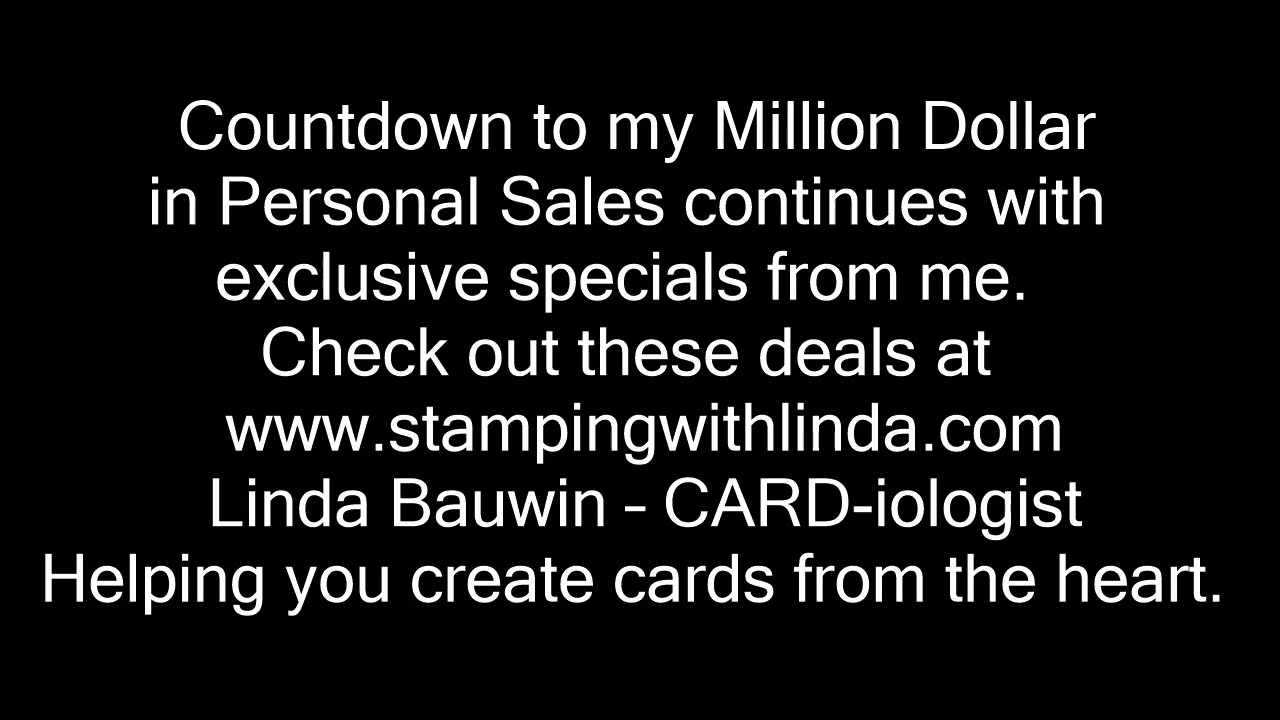 Countdown to my Million Dollar
in Personal Sales continues with
exclusive specials from me.
Check out these deals at
www.stampingwithlinda.com
Linda Bauwin – CARD-iologist
Helping you create cards from the heart.